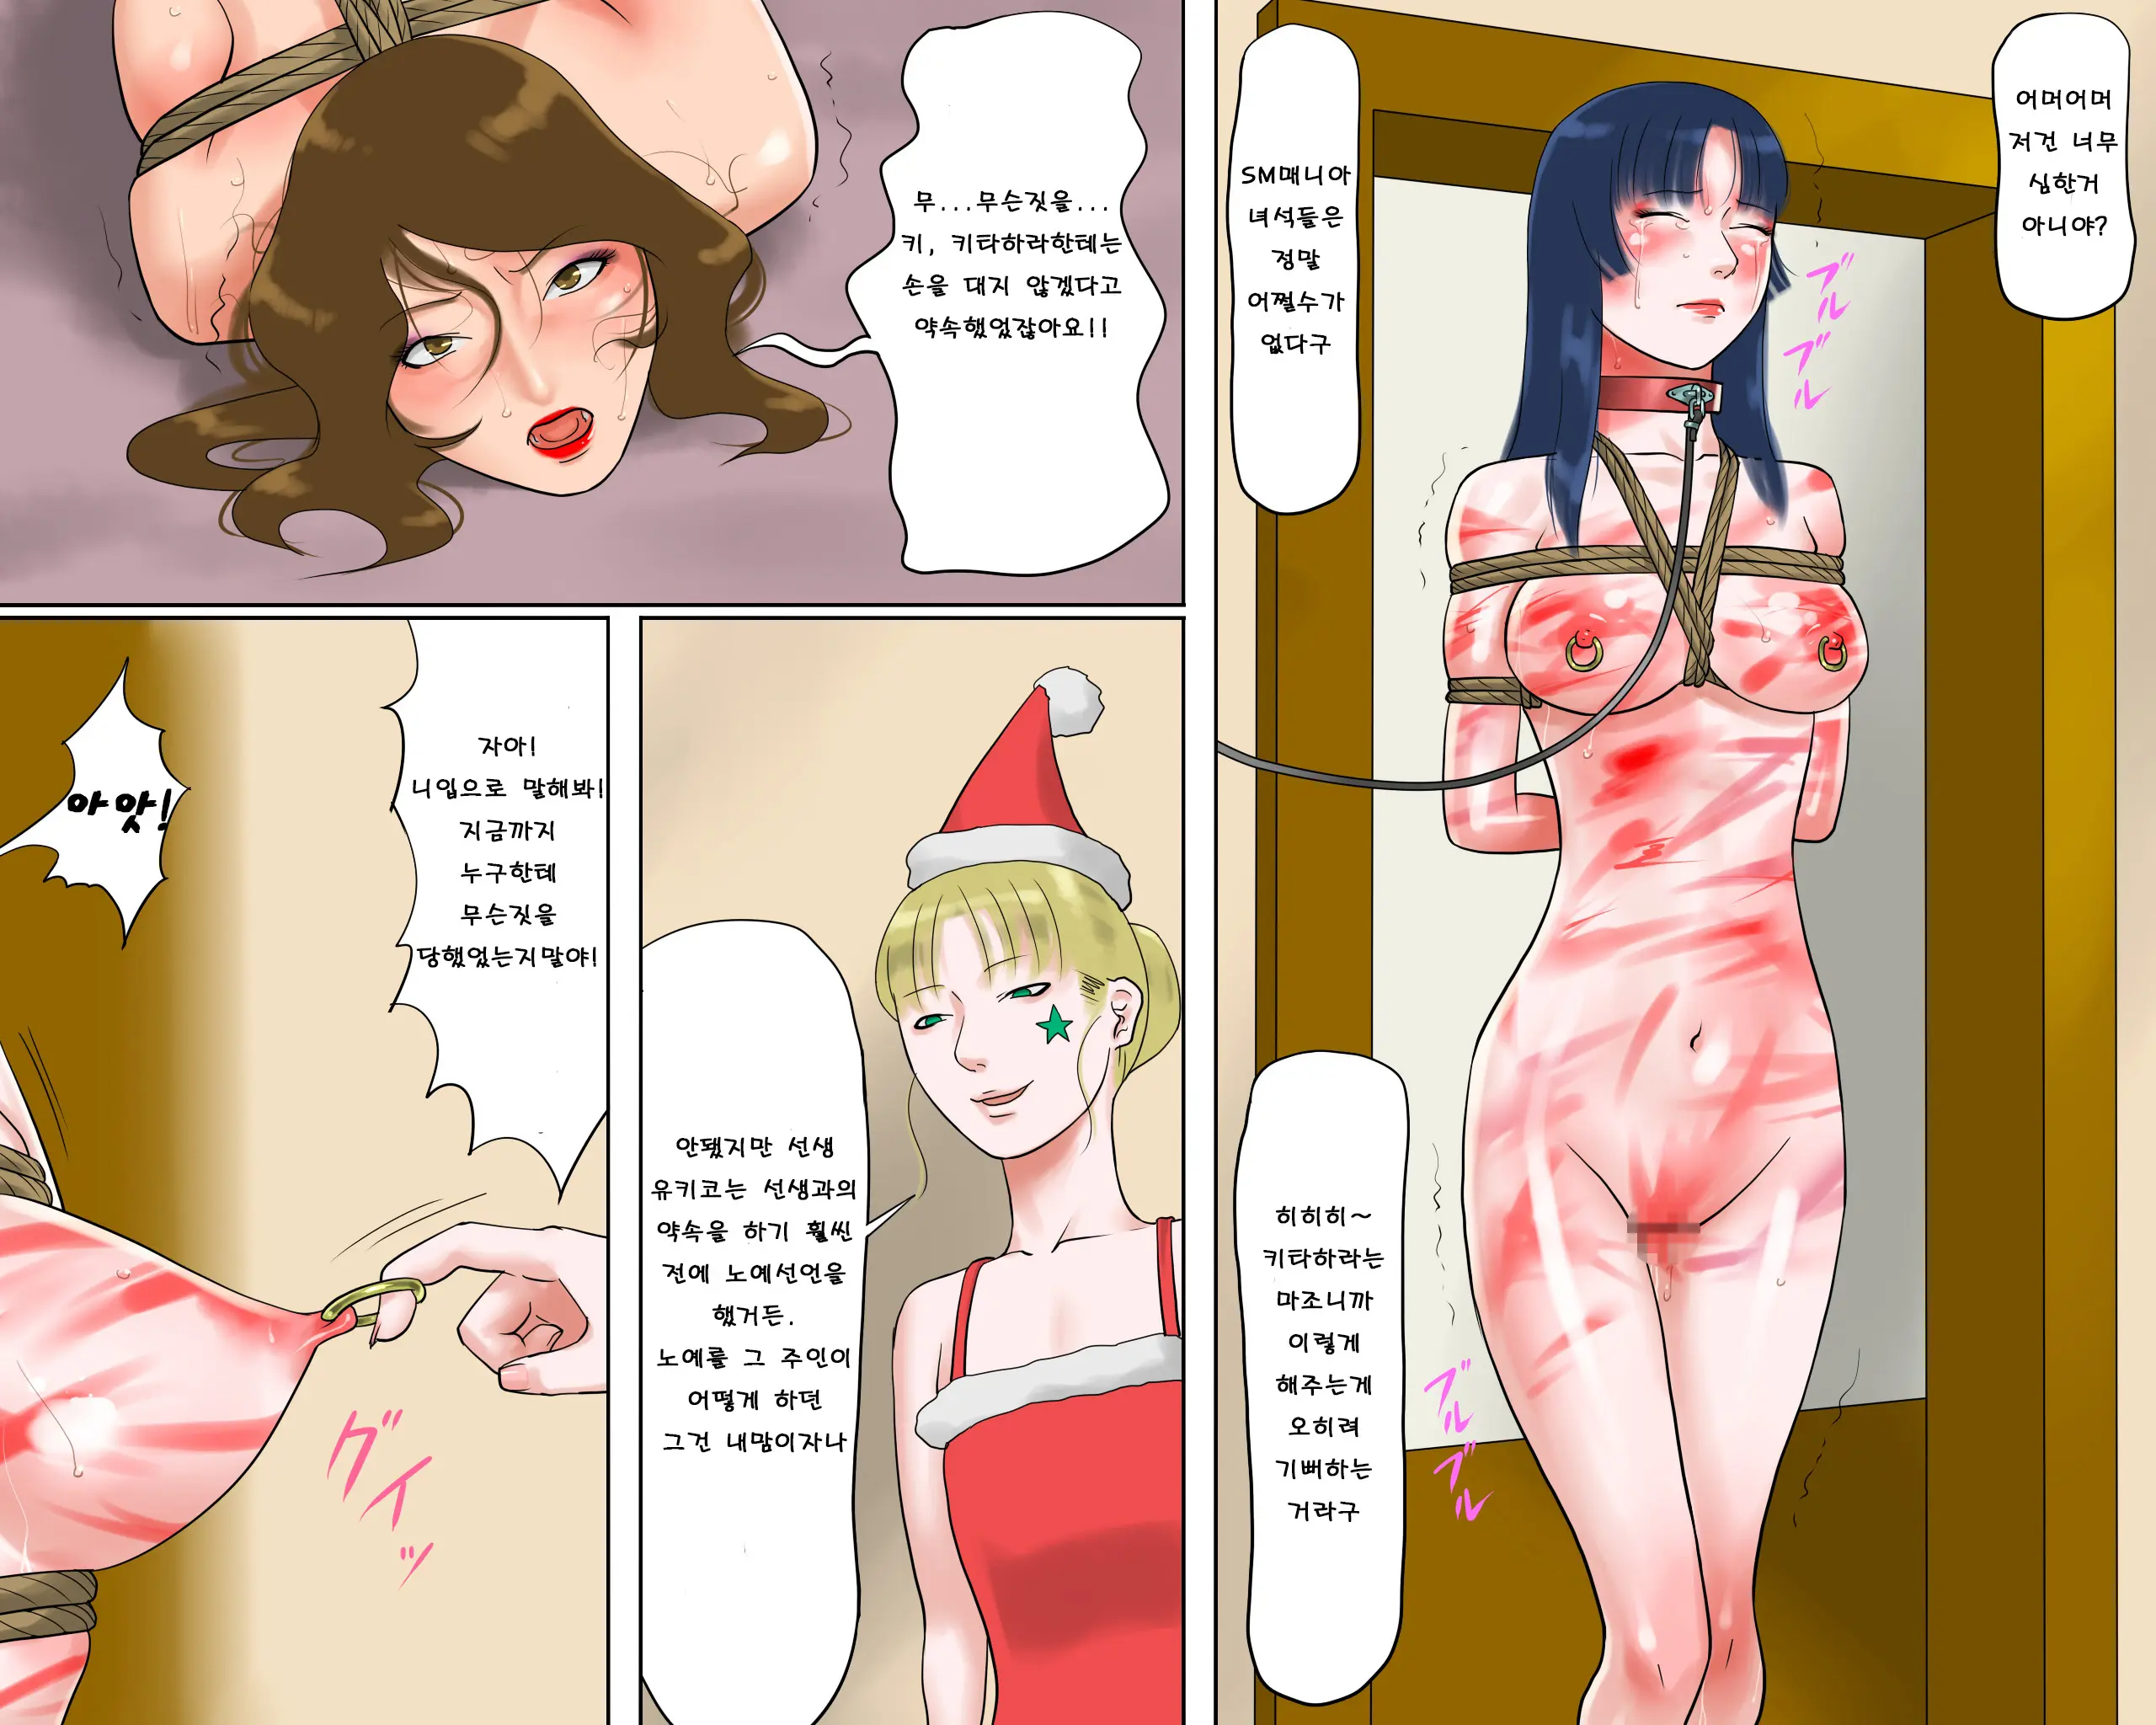 어머어머
저건 너무
심한거
아니야?
SM매니아
녀석들은
정말
어쩔수가
없다구
ブル
ブル
히히히~
키타하라는
마조니까
이렇게
해주는게
오히려
기뻐하는
거라구
ブル
ブル
무...무슨짓을...
키, 키타하라한테는
손을 대지 않겠다고
약속했었잖아요!!
안됐지만 선생
유키코는 선생과의
약속을 하기 훨씬
전에 노예선언을
했거든.
노예를 그 주인이
어떻게 하던
그건 내맘이자나
자아!
니입으로 말해봐!
지금까지
누구한테
무슨짓을
당했었는지말야!
아앗!
グイッ